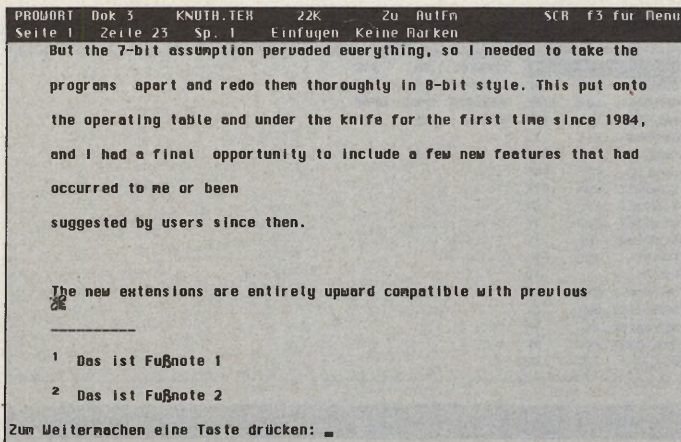 PROWORT Dok 3 KNUTH.TEX 22K Zu AutFn SCR f3 für Menu
Seite 1 Zeile 23 Sp. 1 Einfügen Keine Marken
But the 7-bit assumption pervaded everything, so I needed to take the
programs apart and redo them thoroughly in 8-bit style. This put onto
the operating table and under the knife for the first time since 1984,
and I had a final opportunity to include a few new features that had
occurred to me or been
suggested by users since then.
The new extensions are entirely upward compatible with previous
1 Das ist Fußnote 1
2 Das ist Fußnote 2
Zum Weitermachen eine Taste drücken: